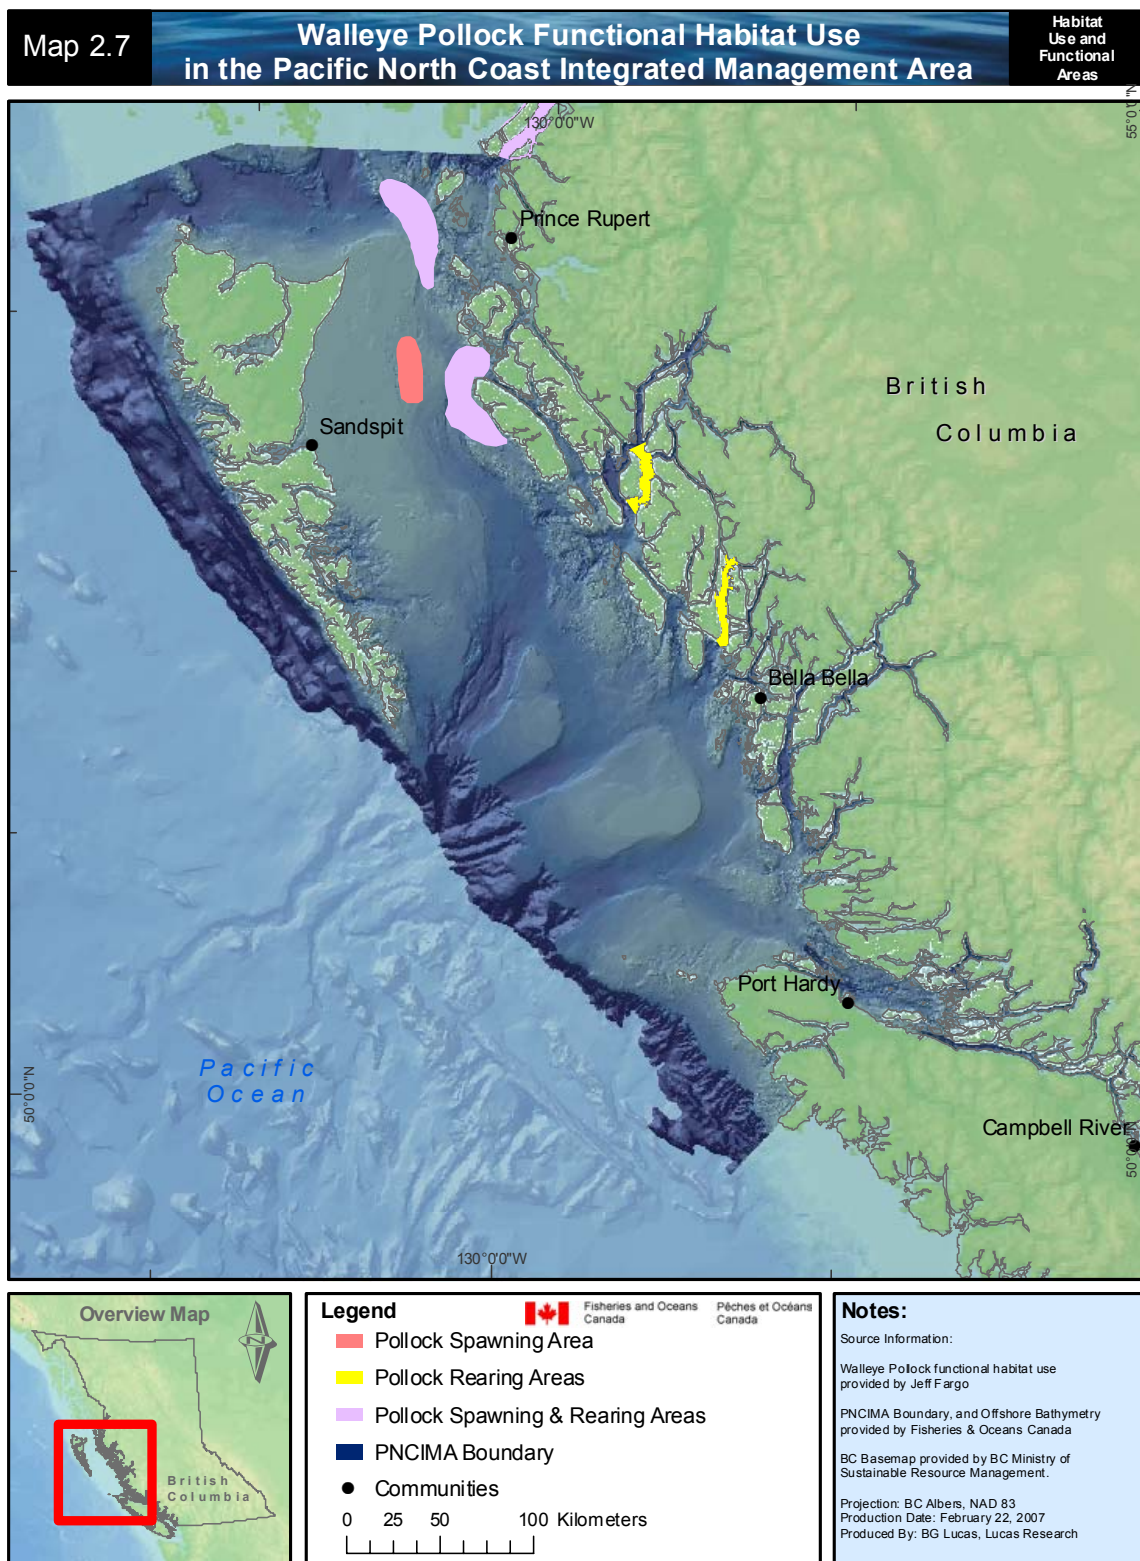 Map 2.7
Walleye Pollock Functional Habitat Use
in the Pacific North Coast Integrated Management Area
Habitat
Use and
Functional
Areas
130°0'0"W
55°0'0"N
Prince Rupert
British
Columbia
Sandspit
Bella Bella
Port Hardy
Pacific
Ocean
50°0'0"N
Campbell River
50°0'0"N
130°0'0"W
Overview Map
N
British
Columbia
Legend
Fisheries and Oceans
Canada
Pêches et Océans
Canada
Pollock Spawning Area
Pollock Rearing Areas
Pollock Spawning & Rearing Areas
PNCIMA Boundary
Communities
0 25 50 100 Kilometers
Notes:
Source Information:
Walleye Pollock functional habitat use
provided by Jeff Fargo
PNCIMA Boundary, and Offshore Bathymetry
provided by Fisheries & Oceans Canada
BC Basemap provided by BC Ministry of
Sustainable Resource Management.
Projection: BC Albers, NAD 83
Production Date: February 22, 2007
Produced By: BG Lucas, Lucas Research